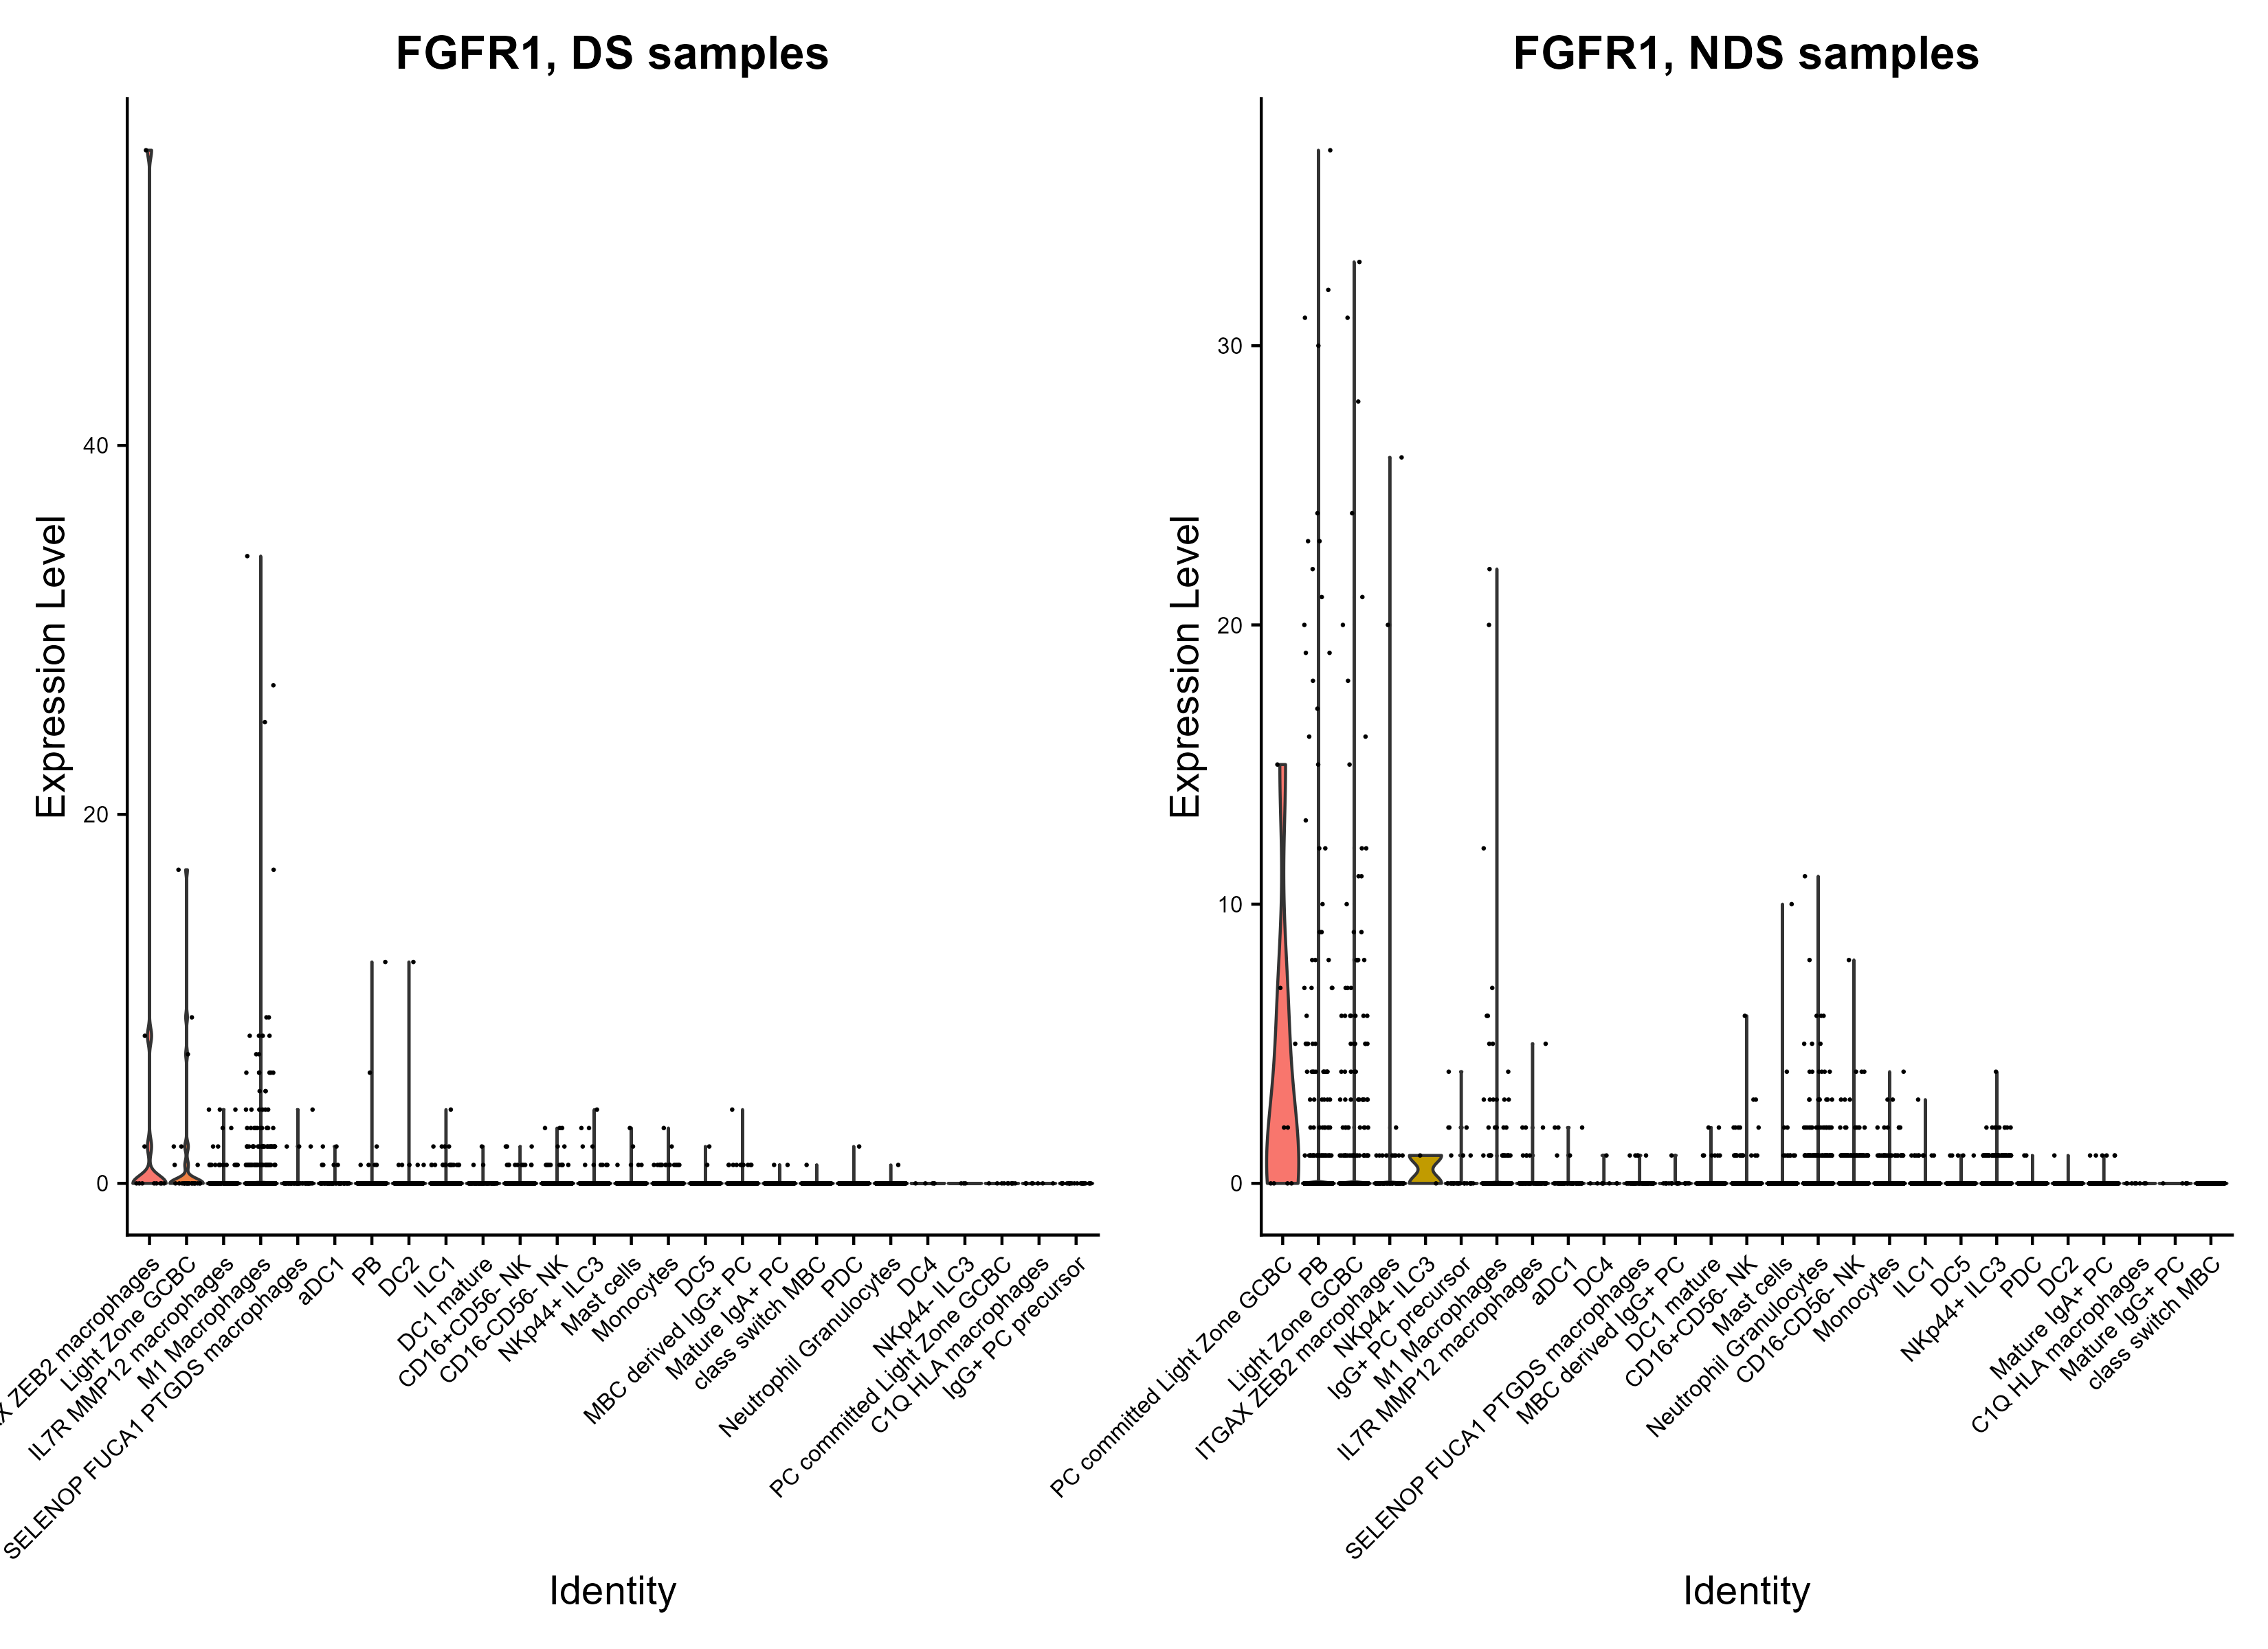 FGFR1, DS samples
Expression Level
40
20
0
X ZEB2 macrophages
Light Zone GCBC
IL7R MMP12 macrophages
M1 Macrophages
SELENOP FUCA1 PTGDS macrophages
aDC1
PB
DC2
ILC1
DC1 mature
CD16+CD56- NK
CD16-CD56- NK
NKp44+ ILC3
Mast cells
Monocytes
DC5
MBC derived IgG+ PC
Mature IgA+ PC
class switch MBC
PDC
Neutrophil Granulocytes
DC4
NKp44- ILC3
PC committed Light Zone GCBC
C1Q HLA macrophages
IgG+ PC precursor
Identity
FGFR1, NDS samples
Expression Level
30
20
10
0
PC committed Light Zone GCBC
PB
Light Zone GCBC
ITGAX ZEB2 macrophages
NKp44- ILC3
IgG+ PC precursor
M1 Macrophages
IL7R MMP12 macrophages
aDC1
DC4
SELENOP FUCA1 PTGDS macrophages
MBC derived IgG+ PC
DC1 mature
CD16+CD56- NK
Mast cells
Neutrophil Granulocytes
CD16-CD56- NK
Monocytes
ILC1
DC5
NKp44+ ILC3
PDC
DC2
Mature IgA+ PC
C1Q HLA macrophages
Mature IgG+ PC
class switch MBC
Identity